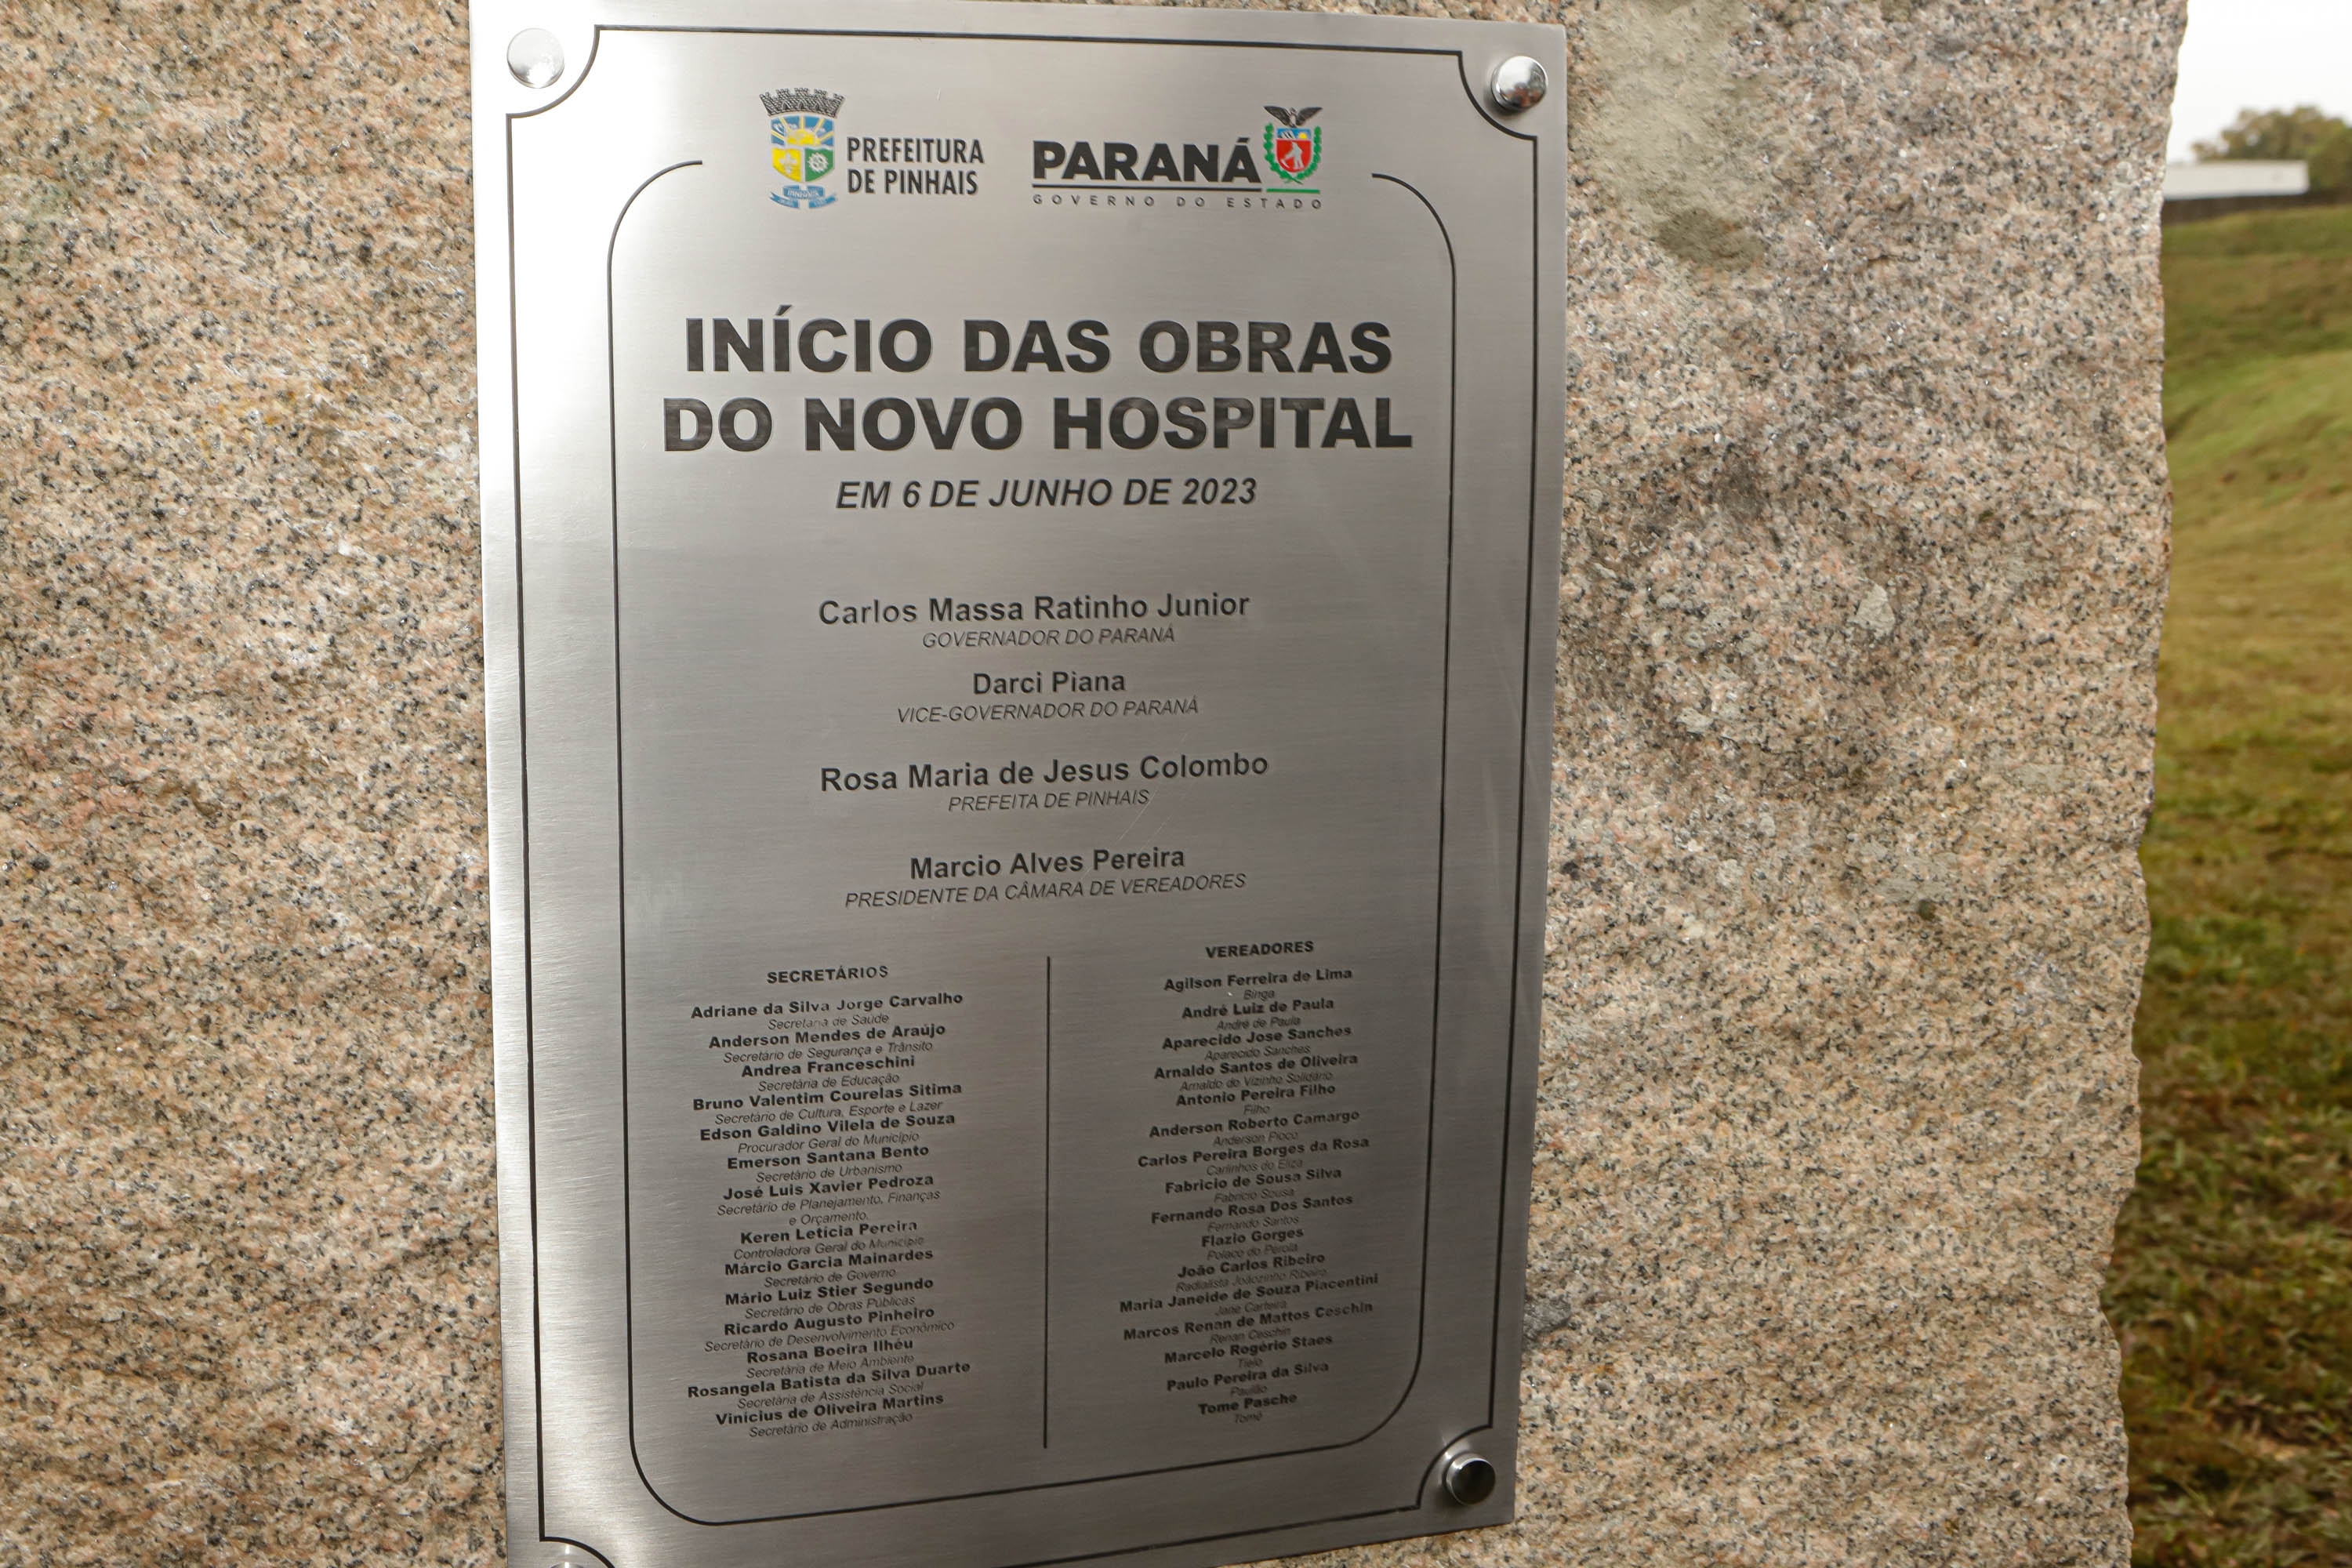 PREFEITURA
DE PINHAIS
PARANÁ
GOVERNO DO ESTADO
INÍCIO DAS OBRAS
DO NOVO HOSPITAL
EM 6 DE JUNHO DE 2023
Carlos Massa Ratinho Junior
GOVERNADOR DO PARANÁ
Darci Piana
VICE-GOVERNADOR DO PARANÁ
Rosa Maria de Jesus Colombo
PREFEITA DE PINHAIS
Marcio Alves Pereira
PRESIDENTE DA CÂMARA DE VEREADORES
SECRETÁRIOS
Adriane da Silva Jorge Carvalho
Secretaria de Saúde
Anderson Mendes de Araújo
Secretário de Segurança e Trânsito
Andrea Franceschini
Secretária de Educação
Bruno Valentim Courelas Sitima
Secretário de Cultura, Esporte e Lazer
Edson Galdino Vilela de Souza
Procurador Geral do Município
Emerson Santana Bento
Secretário de Urbanismo
José Luis Xavier Pedroza
Secretário de Planejamento, Finanças
e Orçamento.
Keren Letícia Pereira
Controladora Geral do Município
Márcio Garcia Mainardes
Secretário de Governo
Mário Luiz Stier Segundo
Secretário de Obras Públicas
Ricardo Augusto Pinheiro
Secretário de Desenvolvimento Econômico
Rosana Boeira Ilhéu
Secretária de Meio Ambiente
Rosangela Batista da Silva Duarte
Secretária de Assistência Social
Vinicius de Oliveira Martins
Secretário de Administração
VEREADORES
Agilson Ferreira de Lima
Binga
André Luiz de Paula
André de Paula
Aparecido Jose Sanches
Aparecido Sanches
Arnaldo Santos de Oliveira
Arnaldo do Vizinho Solidário
Antonio Pereira Filho
Filho
Anderson Roberto Camargo
Anderson Pioco
Carlos Pereira Borges da Rosa
Carlinhos do Eliza
Fabricio de Sousa Silva
Fabricio Sousa
Fernando Rosa Dos Santos
Fernando Santos
Flazio Gorges
Polaco do Pérola
João Carlos Ribeiro
Radialista Joãozinho Ribeiro
Maria Janeide de Souza Piacentini
Jane Carteira
Marcos Renan de Mattos Ceschin
Renan Ceschin
Marcelo Rogério Staes
Paulo Pereira da Silva
Paulão
Tome Pasche
Tomé